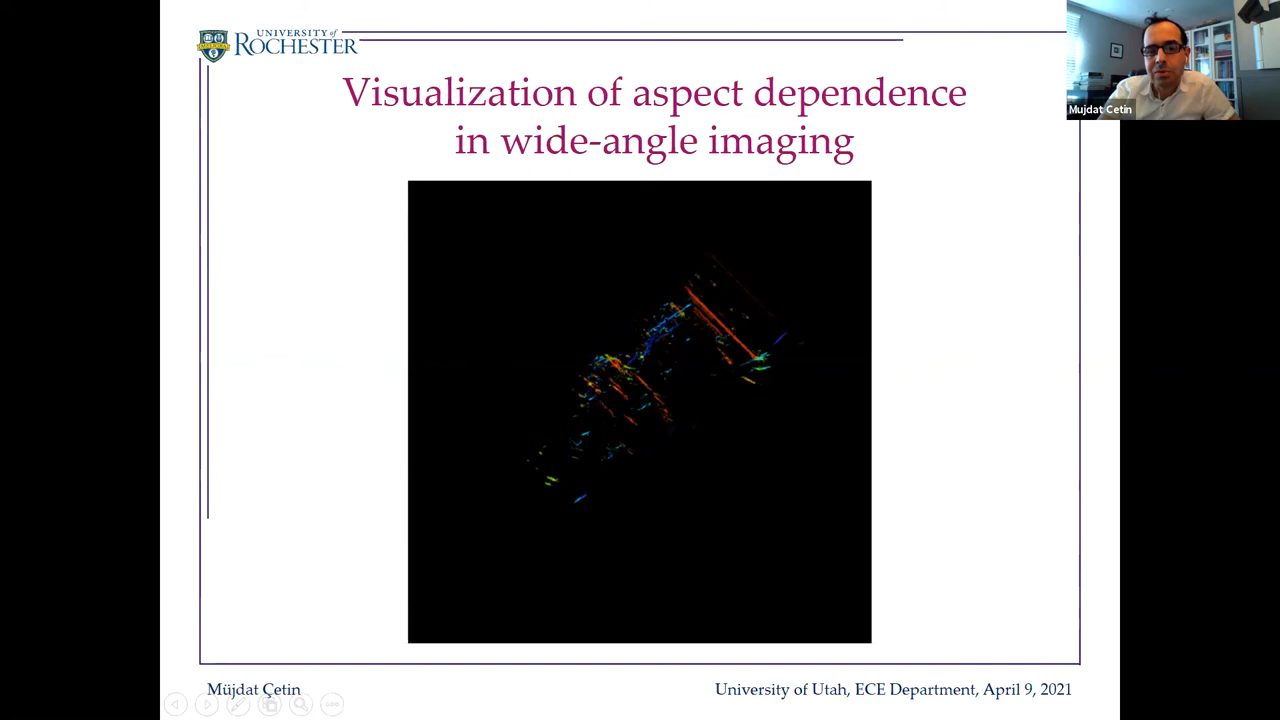 UNIVERSITY of
ROCHESTER
Visualization of aspect dependence
in wide-angle imaging
Mujdat Cetin
Müjdat Çetin
University of Utah, ECE Department, April 9, 2021